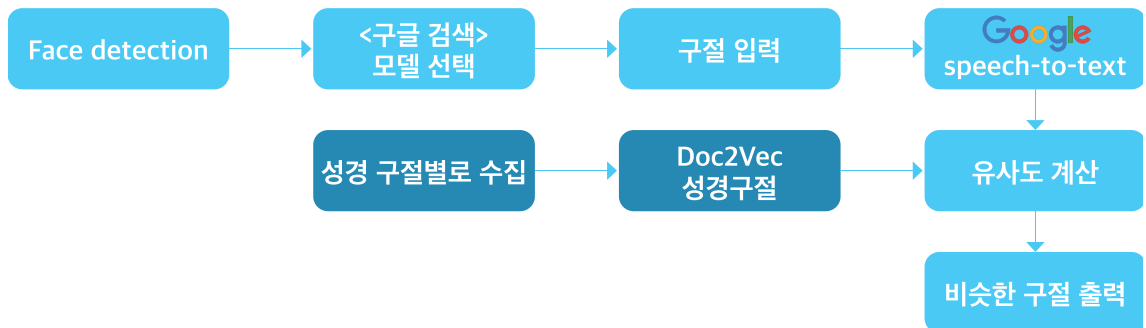 Face detection
<구글 검색>
모델 선택
구절 입력
Google
speech-to-text
성경 구절별로 수집
Doc2Vec
성경구절
유사도 계산
비슷한 구절 출력